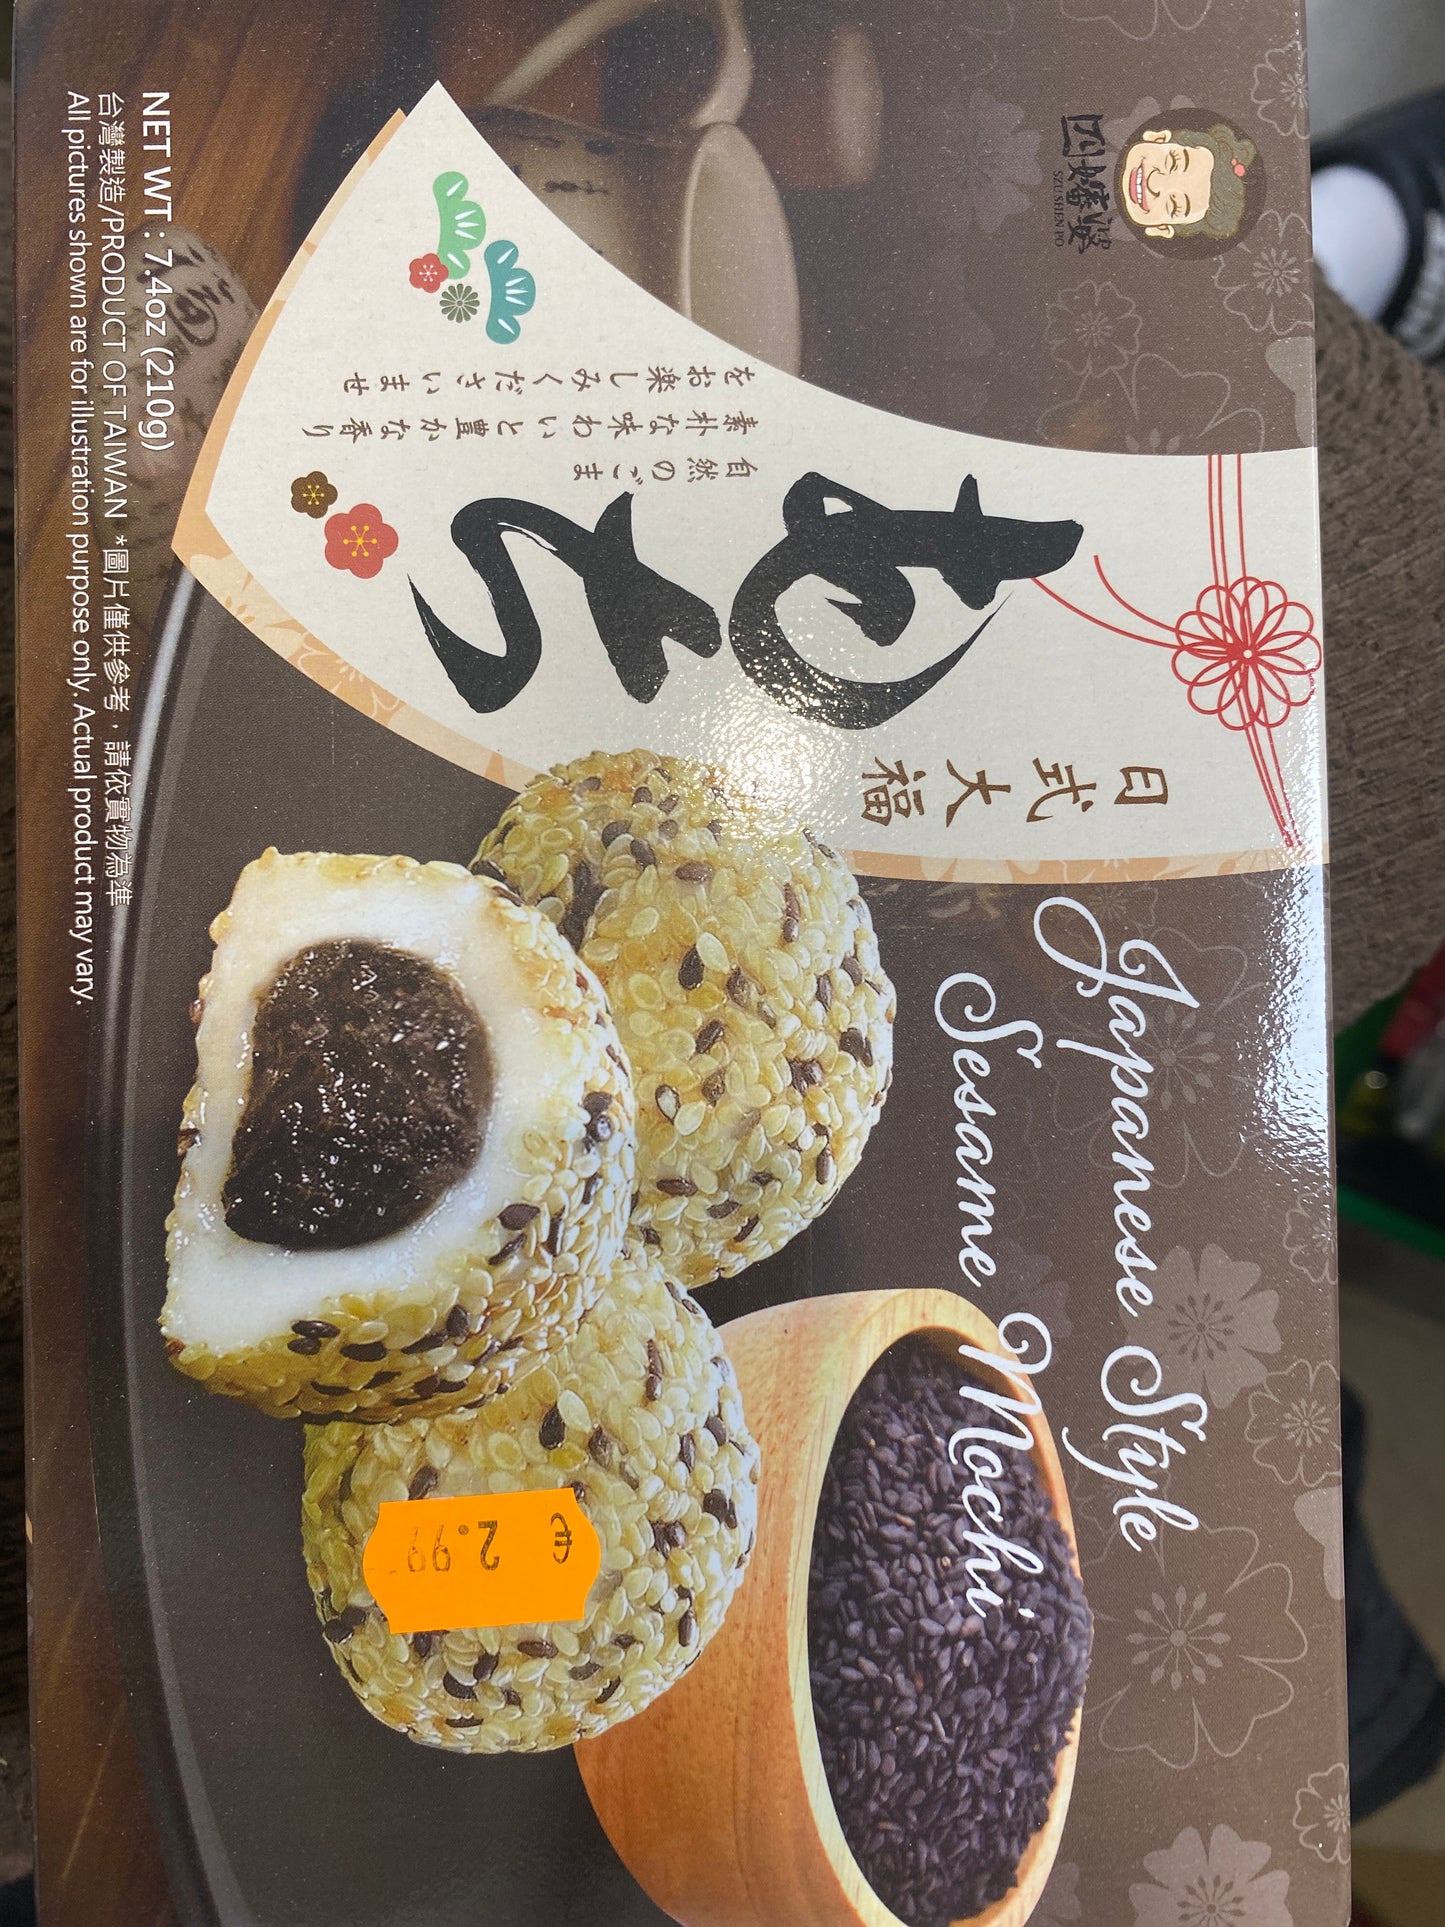 四嬸婆
SZU SHEN PO
もち
日式大福
自然のごま
素朴な味わいと豊かな香り
をお楽しみくださいませ
Japanese Style
Sesame Mochi
€ 2.99
NET WT : 7.4oz (210g)
台灣製造/PRODUCT OF TAIWAN *圖片僅供參考，請依實物為準
All pictures shown are for illustration purpose only. Actual product may vary.